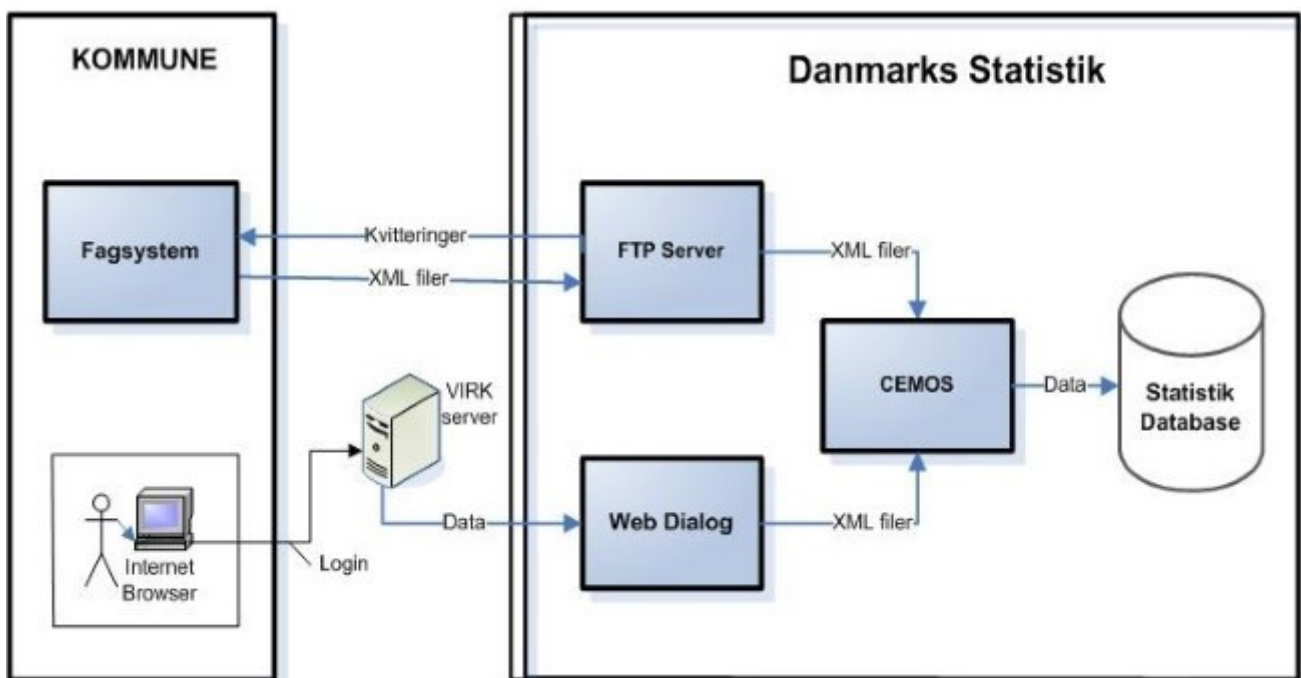 KOMMUNE
Danmarks Statistik
Fagsystem
Kvitteringer
XML filer
FTP Server
XML filer
CEMOS
Data
Statistik
Database
VIRK
server
Internet
Browser
Login
Data
Web Dialog
XML filer